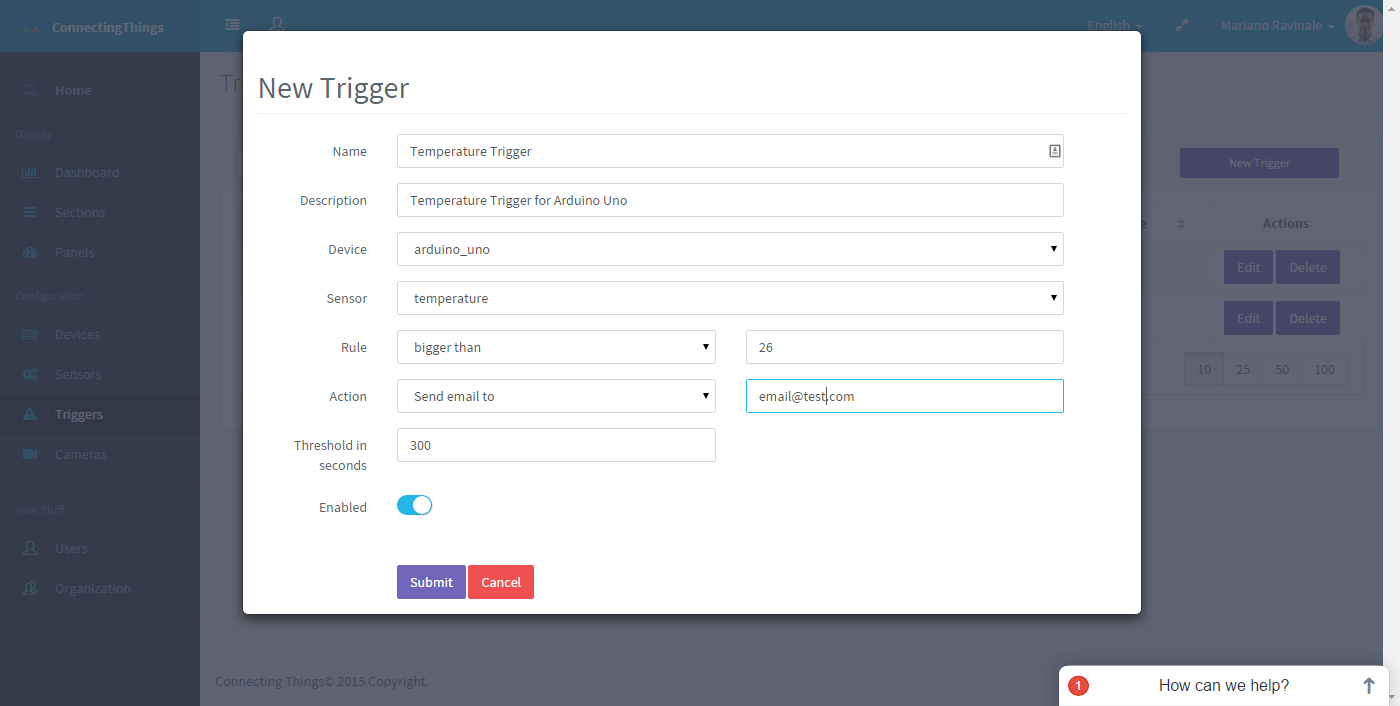 ConnectingThings
English
Mariano Ravinale
Home
Display
Dashboard
Sections
Panels
Configuration
Devices
Sensors
Triggers
Cameras
Your Stuff
Users
Organization
Tr
New Trigger
e
Actions
Edit Delete
Edit Delete
10 25 50 100
New Trigger
Name Temperature Trigger
Description Temperature Trigger for Arduino Uno
Device arduino_uno
Sensor temperature
Rule bigger than 26
Action Send email to email@test.com
Threshold in
seconds
300
Enabled
Submit Cancel
Connecting Things© 2015 Copyright.
1 How can we help?